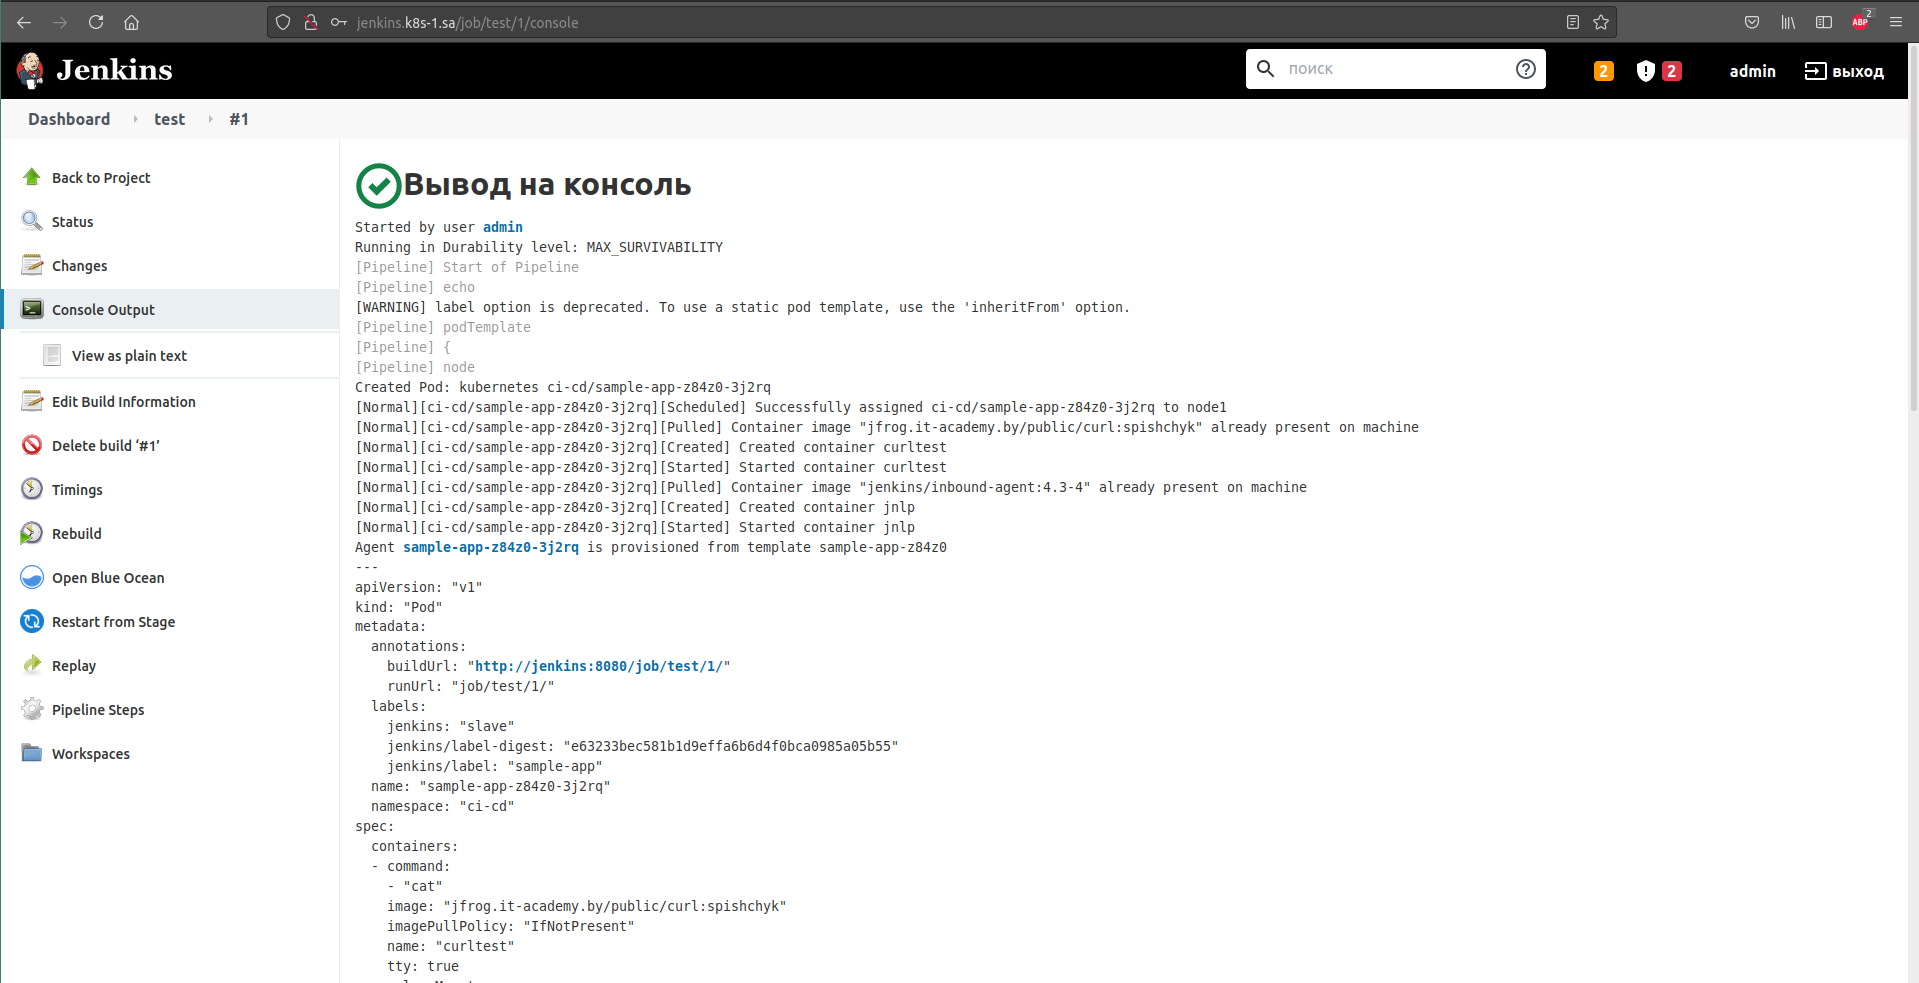 jenkins.k8s-1.sa/job/test/1/console
ABP 2
Jenkins
поиск
2
2
admin
выход
Dashboard
test
#1
Back to Project
Status
Changes
Console Output
View as plain text
Edit Build Information
Delete build ‘#1’
Timings
Rebuild
Open Blue Ocean
Restart from Stage
Replay
Pipeline Steps
Workspaces
Вывод на консоль
Started by user admin
Running in Durability level: MAX_SURVIVABILITY
[Pipeline] Start of Pipeline
[Pipeline] echo
[WARNING] label option is deprecated. To use a static pod template, use the 'inheritFrom' option.
[Pipeline] podTemplate
[Pipeline] {
[Pipeline] node
Created Pod: kubernetes ci-cd/sample-app-z84z0-3j2rq
[Normal][ci-cd/sample-app-z84z0-3j2rq][Scheduled] Successfully assigned ci-cd/sample-app-z84z0-3j2rq to node1
[Normal][ci-cd/sample-app-z84z0-3j2rq][Pulled] Container image "jfrog.it-academy.by/public/curl:spishchyk" already present on machine
[Normal][ci-cd/sample-app-z84z0-3j2rq][Created] Created container curltest
[Normal][ci-cd/sample-app-z84z0-3j2rq][Started] Started container curltest
[Normal][ci-cd/sample-app-z84z0-3j2rq][Pulled] Container image "jenkins/inbound-agent:4.3-4" already present on machine
[Normal][ci-cd/sample-app-z84z0-3j2rq][Created] Created container jnlp
[Normal][ci-cd/sample-app-z84z0-3j2rq][Started] Started container jnlp
Agent sample-app-z84z0-3j2rq is provisioned from template sample-app-z84z0
---
apiVersion: "v1"
kind: "Pod"
metadata:
  annotations:
    buildUrl: "http://jenkins:8080/job/test/1/"
    runUrl: "job/test/1/"
  labels:
    jenkins: "slave"
    jenkins/label-digest: "e63233bec581b1d9effa6b6d4f0bca0985a05b55"
    jenkins/label: "sample-app"
  name: "sample-app-z84z0-3j2rq"
  namespace: "ci-cd"
spec:
  containers:
  - command:
    - "cat"
    image: "jfrog.it-academy.by/public/curl:spishchyk"
    imagePullPolicy: "IfNotPresent"
    name: "curltest"
    tty: true